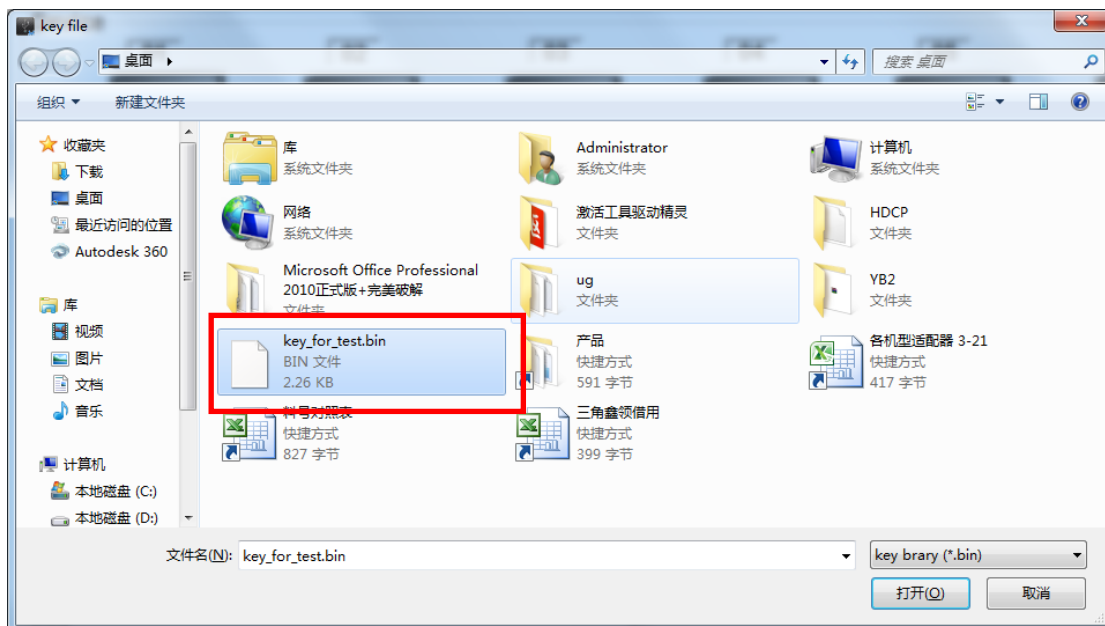 key file
桌面
搜索 桌面
组织
新建文件夹
收藏夹
下载
桌面
最近访问的位置
Autodesk 360
库
视频
图片
文档
音乐
计算机
本地磁盘 (C:)
本地磁盘 (D:)
库
系统文件夹
Administrator
系统文件夹
计算机
系统文件夹
网络
系统文件夹
激活工具驱动精灵
文件夹
HDCP
文件夹
Microsoft Office Professional
2010正式版+完美破解
文件夹
ug
文件夹
YB2
文件夹
key_for_test.bin
BIN 文件
2.26 KB
产品
快捷方式
591 字节
各机型适配器 3-21
快捷方式
417 字节
料号对照表
快捷方式
827 字节
三角鑫领借用
快捷方式
399 字节
文件名(N):
key_for_test.bin
key brary (*.bin)
打开(O)
取消